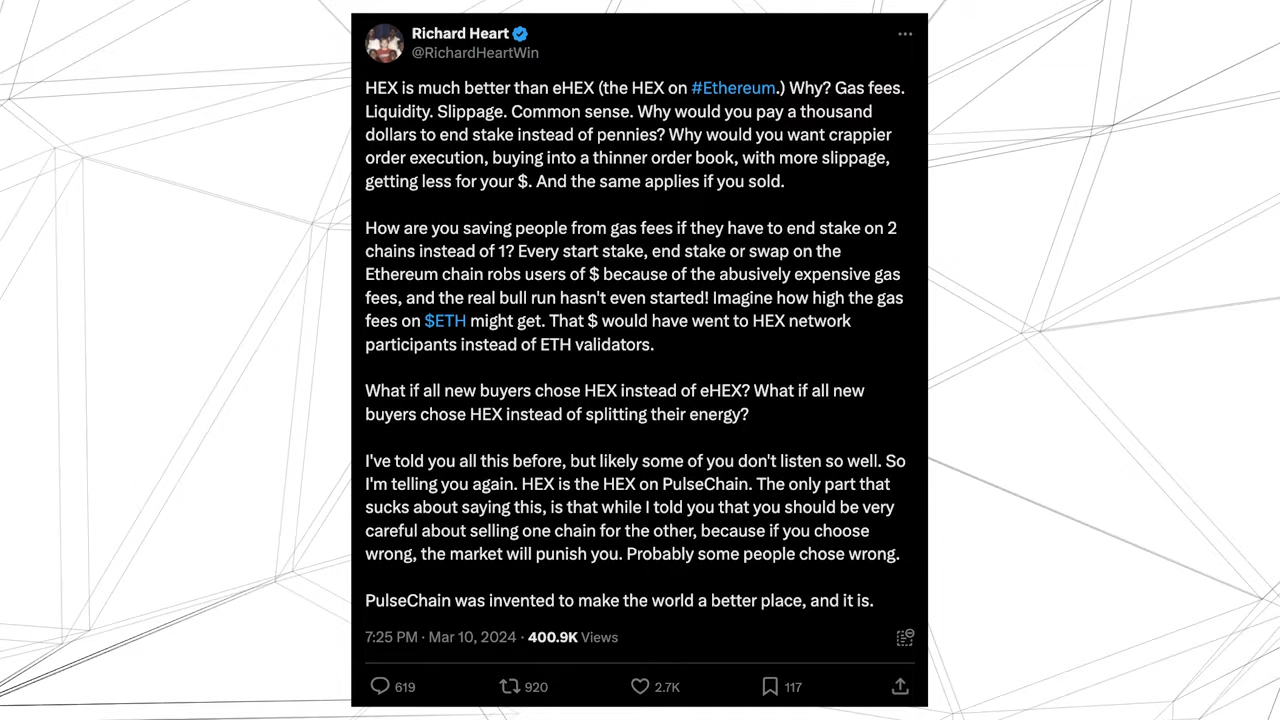 Richard Heart
@RichardHeartWin
HEX is much better than eHEX (the HEX on #Ethereum.) Why? Gas fees.
Liquidity. Slippage. Common sense. Why would you pay a thousand
dollars to end stake instead of pennies? Why would you want crappier
order execution, buying into a thinner order book, with more slippage,
getting less for your $. And the same applies if you sold.
How are you saving people from gas fees if they have to end stake on 2
chains instead of 1? Every start stake, end stake or swap on the
Ethereum chain robs users of $ because of the abusively expensive gas
fees, and the real bull run hasn't even started! Imagine how high the gas
fees on $ETH might get. That $ would have went to HEX network
participants instead of ETH validators.
What if all new buyers chose HEX instead of eHEX? What if all new
buyers chose HEX instead of splitting their energy?
I've told you all this before, but likely some of you don't listen so well. So
I'm telling you again. HEX is the HEX on PulseChain. The only part that
sucks about saying this, is that while I told you that you should be very
careful about selling one chain for the other, because if you choose
wrong, the market will punish you. Probably some people chose wrong.
PulseChain was invented to make the world a better place, and it is.
7:25 PM · Mar 10, 2024 · 400.9K Views
619 920 2.7K 117